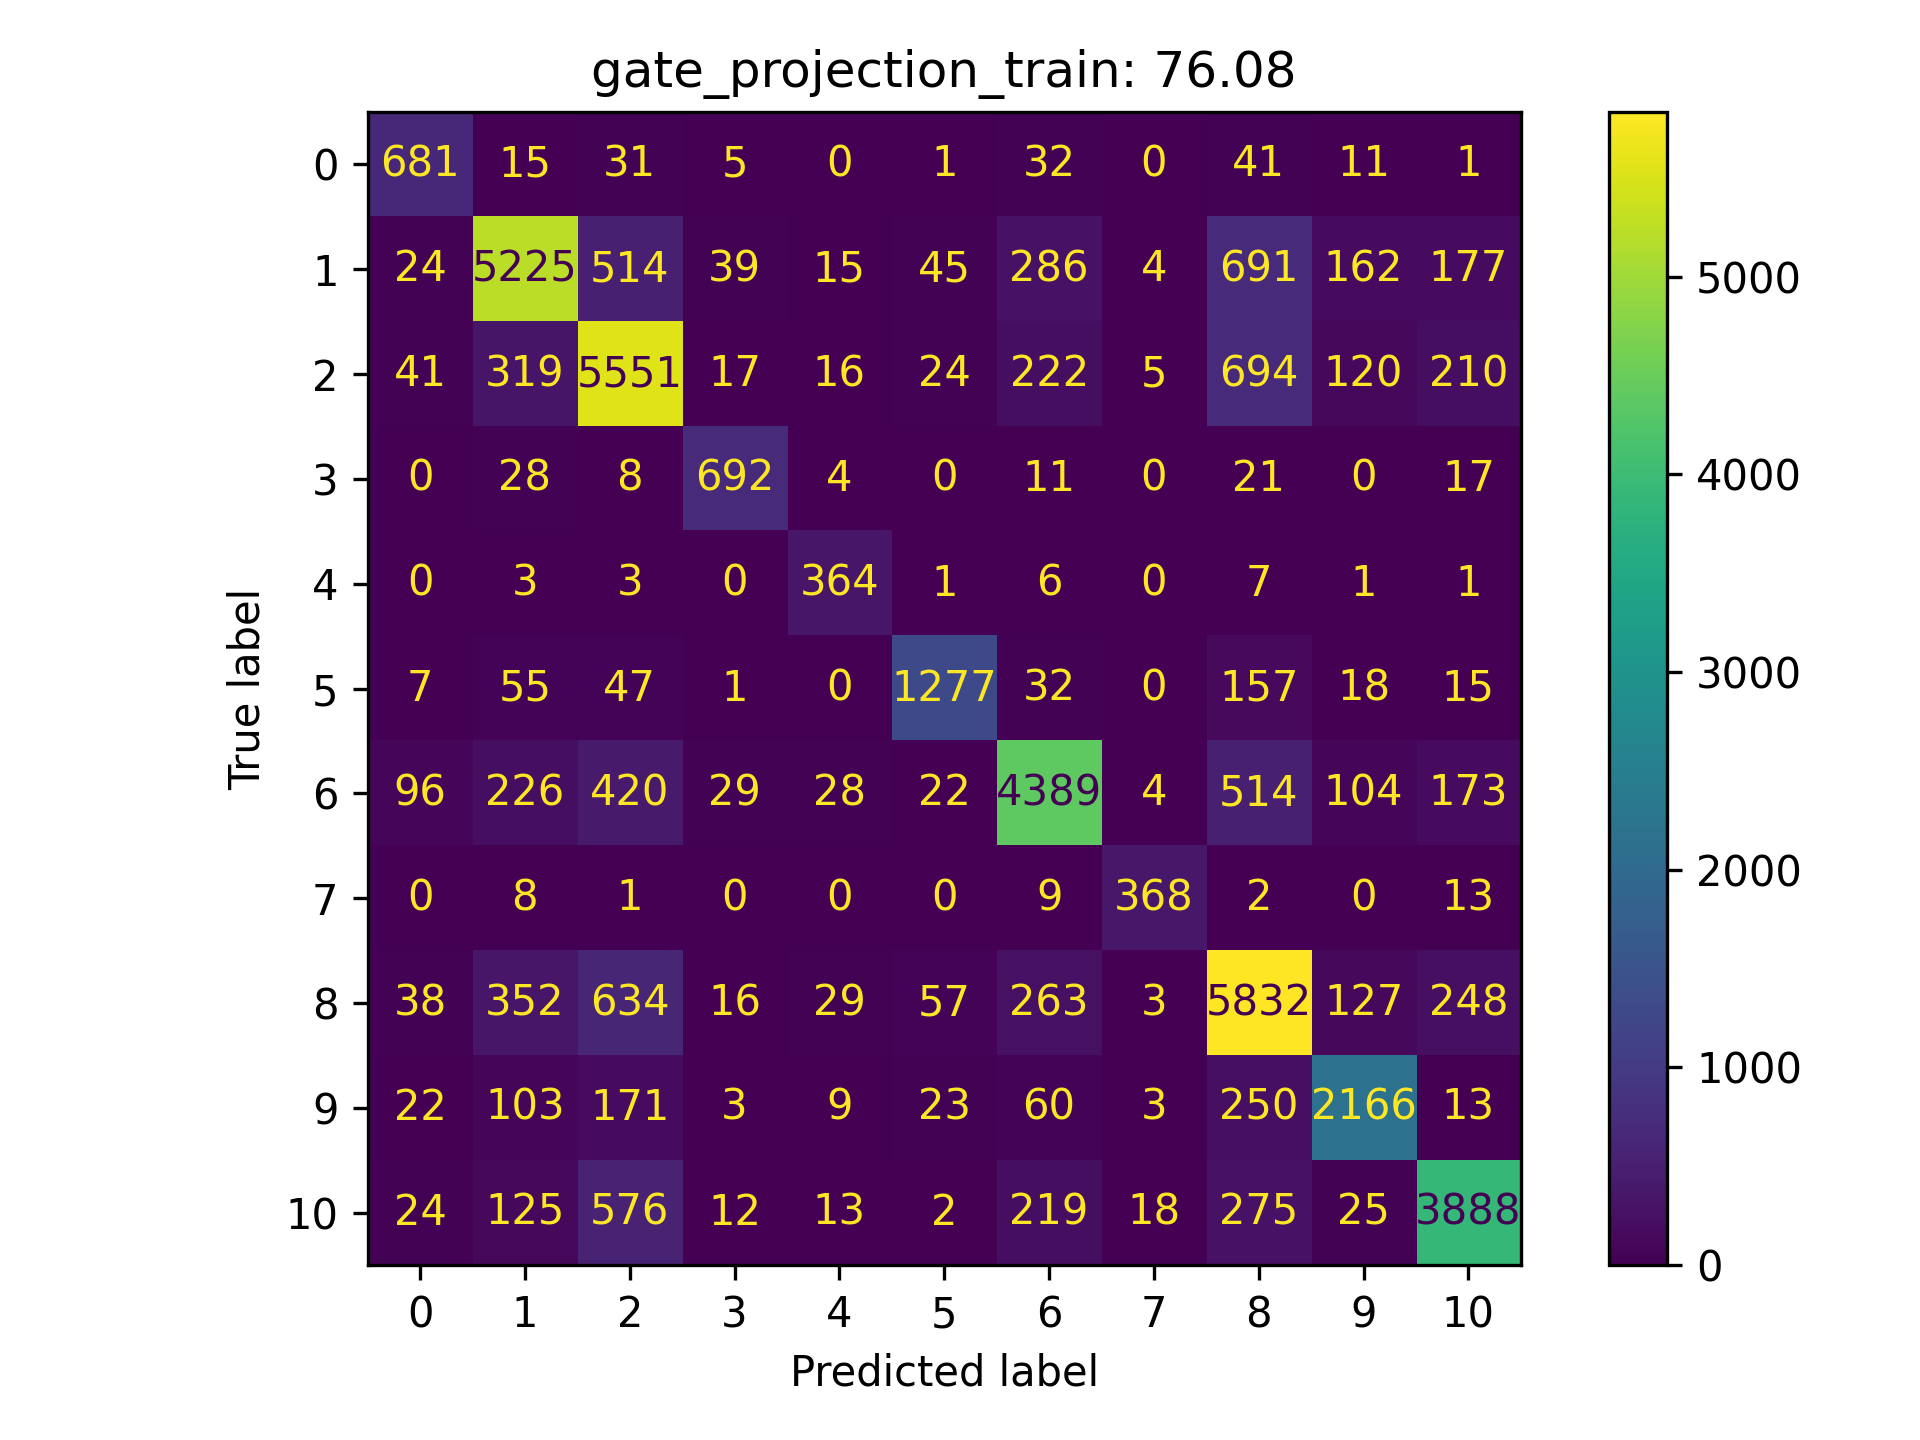 gate_projection_train: 76.08
0 681 15 31 5 0 1 32 0 41 11 1
1 24 5225 514 39 15 45 286 4 691 162 177
2 41 319 5551 17 16 24 222 5 694 120 210
3 0 28 8 692 4 0 11 0 21 0 17
4 0 3 3 0 364 1 6 0 7 1 1
5 7 55 47 1 0 1277 32 0 157 18 15
6 96 226 420 29 28 22 4389 4 514 104 173
7 0 8 1 0 0 0 9 368 2 0 13
8 38 352 634 16 29 57 263 3 5832 127 248
9 22 103 171 3 9 23 60 3 250 2166 13
10 24 125 576 12 13 2 219 18 275 25 3888
0 1 2 3 4 5 6 7 8 9 10
Predicted label
True label
5000
4000
3000
2000
1000
0